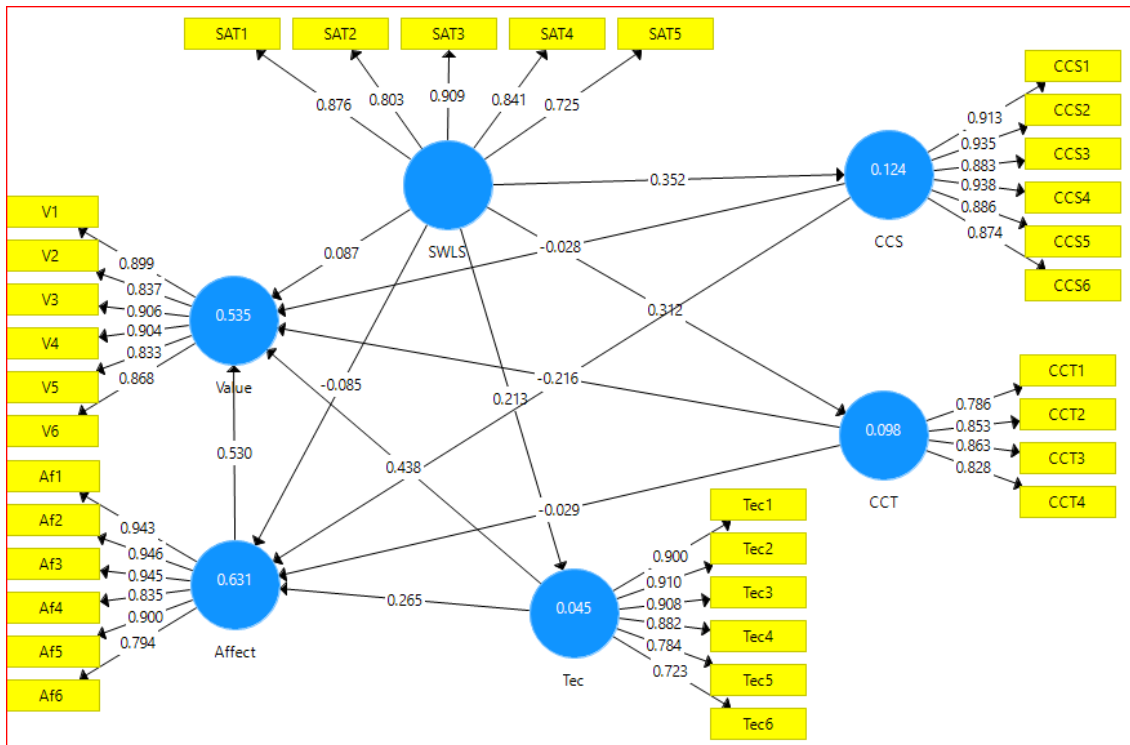 SAT1 SAT2 SAT3 SAT4 SAT5
0.876 0.803 0.909 0.841 0.725
SWLS
CCS1
CCS2
CCS3
CCS4
CCS5
CCS6
0.913
0.935
0.883
0.938
0.886
0.874
0.124
CCS
0.352
-0.028
0.087
0.312
V1
V2
V3
V4
V5
V6
0.899
0.837
0.906
0.904
0.833
0.868
0.535
Value
-0.085
0.213
-0.216
CCT1
CCT2
CCT3
CCT4
0.786
0.853
0.863
0.828
0.098
CCT
0.530
0.438
-0.029
Af1
Af2
Af3
Af4
Af5
Af6
0.943
0.946
0.945
0.835
0.900
0.794
0.631
Affect
0.265
Tec1
Tec2
Tec3
Tec4
Tec5
Tec6
0.900
0.910
0.908
0.882
0.784
0.723
0.045
Tec